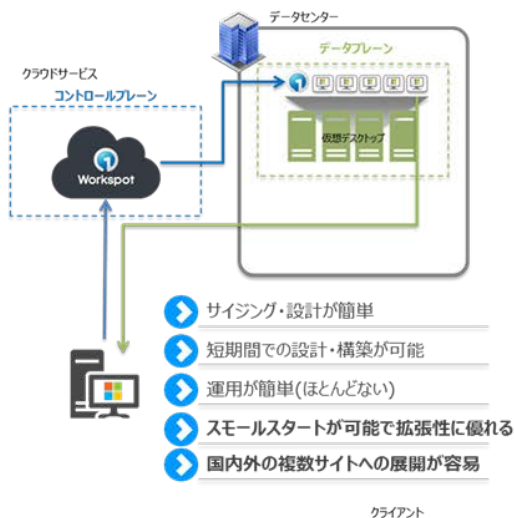 データセンター
データプレーン
クラウドサービス
コントロールプレーン
仮想デスクトップ
Workspot
サイジング・設計が簡単
短期間での設計・構築が可能
運用が簡単(ほとんどない)
スモールスタートが可能で拡張性に優れる
国内外の複数サイトへの展開が容易
クライアント